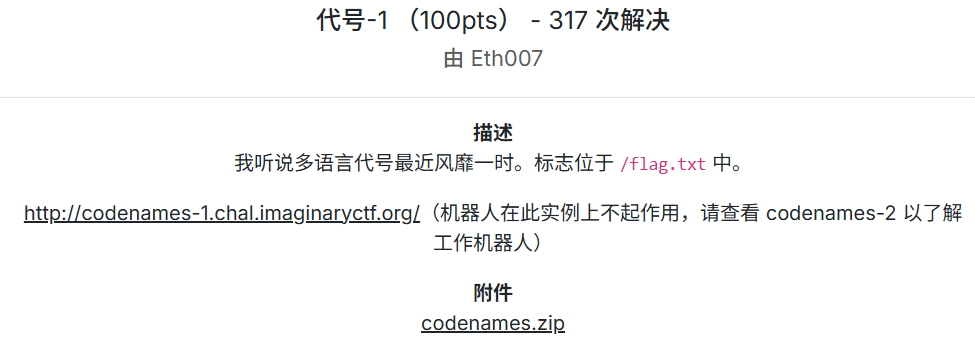 代号-1 （100pts） - 317 次解决
由 Eth007
描述
我听说多语言代号最近风靡一时。标志位于 /flag.txt 中。
http://codenames-1.chal.imaginaryctf.org/（机器人在此实例上不起作用，请查看 codenames-2 以了解
工作机器人）
附件
codenames.zip